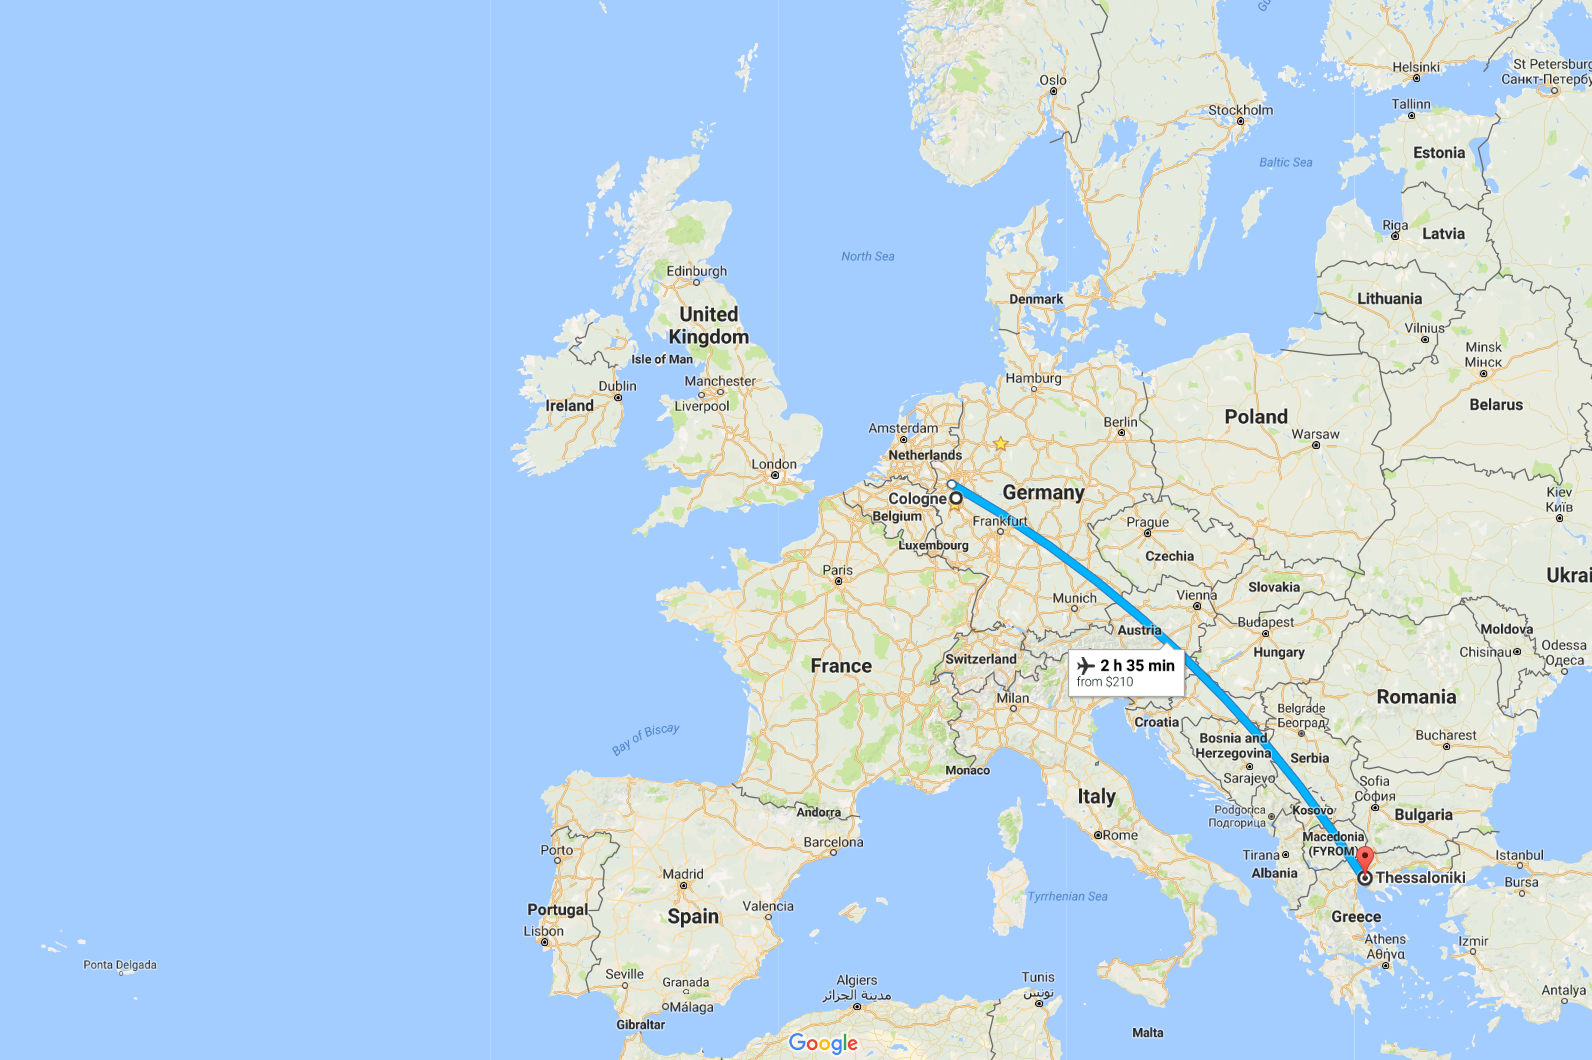 Helsinki
St Petersburg
Санкт-Петербу
Oslo
Tallinn
Stockholm
Estonia
Baltic Sea
Riga
Latvia
North Sea
Edinburgh
Denmark
Lithuania
United
Kingdom
Vilnius
Minsk
Мінск
Isle of Man
Hamburg
Dublin
Manchester
Ireland
Liverpool
Belarus
Poland
Berlin
Amsterdam
Warsaw
Netherlands
London
Cologne
Germany
Kiev
Київ
Belgium
Frankfurt
Prague
Luxembourg
Czechia
Paris
Ukrai
Slovakia
Munich
Vienna
Budapest
Austria
Moldova
Odessa
Одеса
Hungary
Chisinau
Switzerland
France
2 h 35 min
from $210
Milan
Romania
Belgrade
Београд
Croatia
Bay of Biscay
Bosnia and
Herzegovina
Bucharest
Serbia
Monaco
Sarajevo
Sofia
София
Italy
Andorra
Podgorica
Подгорица
Kosovo
Bulgaria
Rome
Macedonia
(FYROM)
Barcelona
Porto
Tirana
Istanbul
Albania
Madrid
Thessaloniki
Bursa
Tyrrhenian Sea
Valencia
Portugal
Spain
Greece
Lisbon
Athens
Αθήνα
Izmir
Ponta Delgada
Seville
Granada
Algiers
مدينة الجزائر
Tunis
تونس
Antalya
Málaga
Gibraltar
Malta
Google